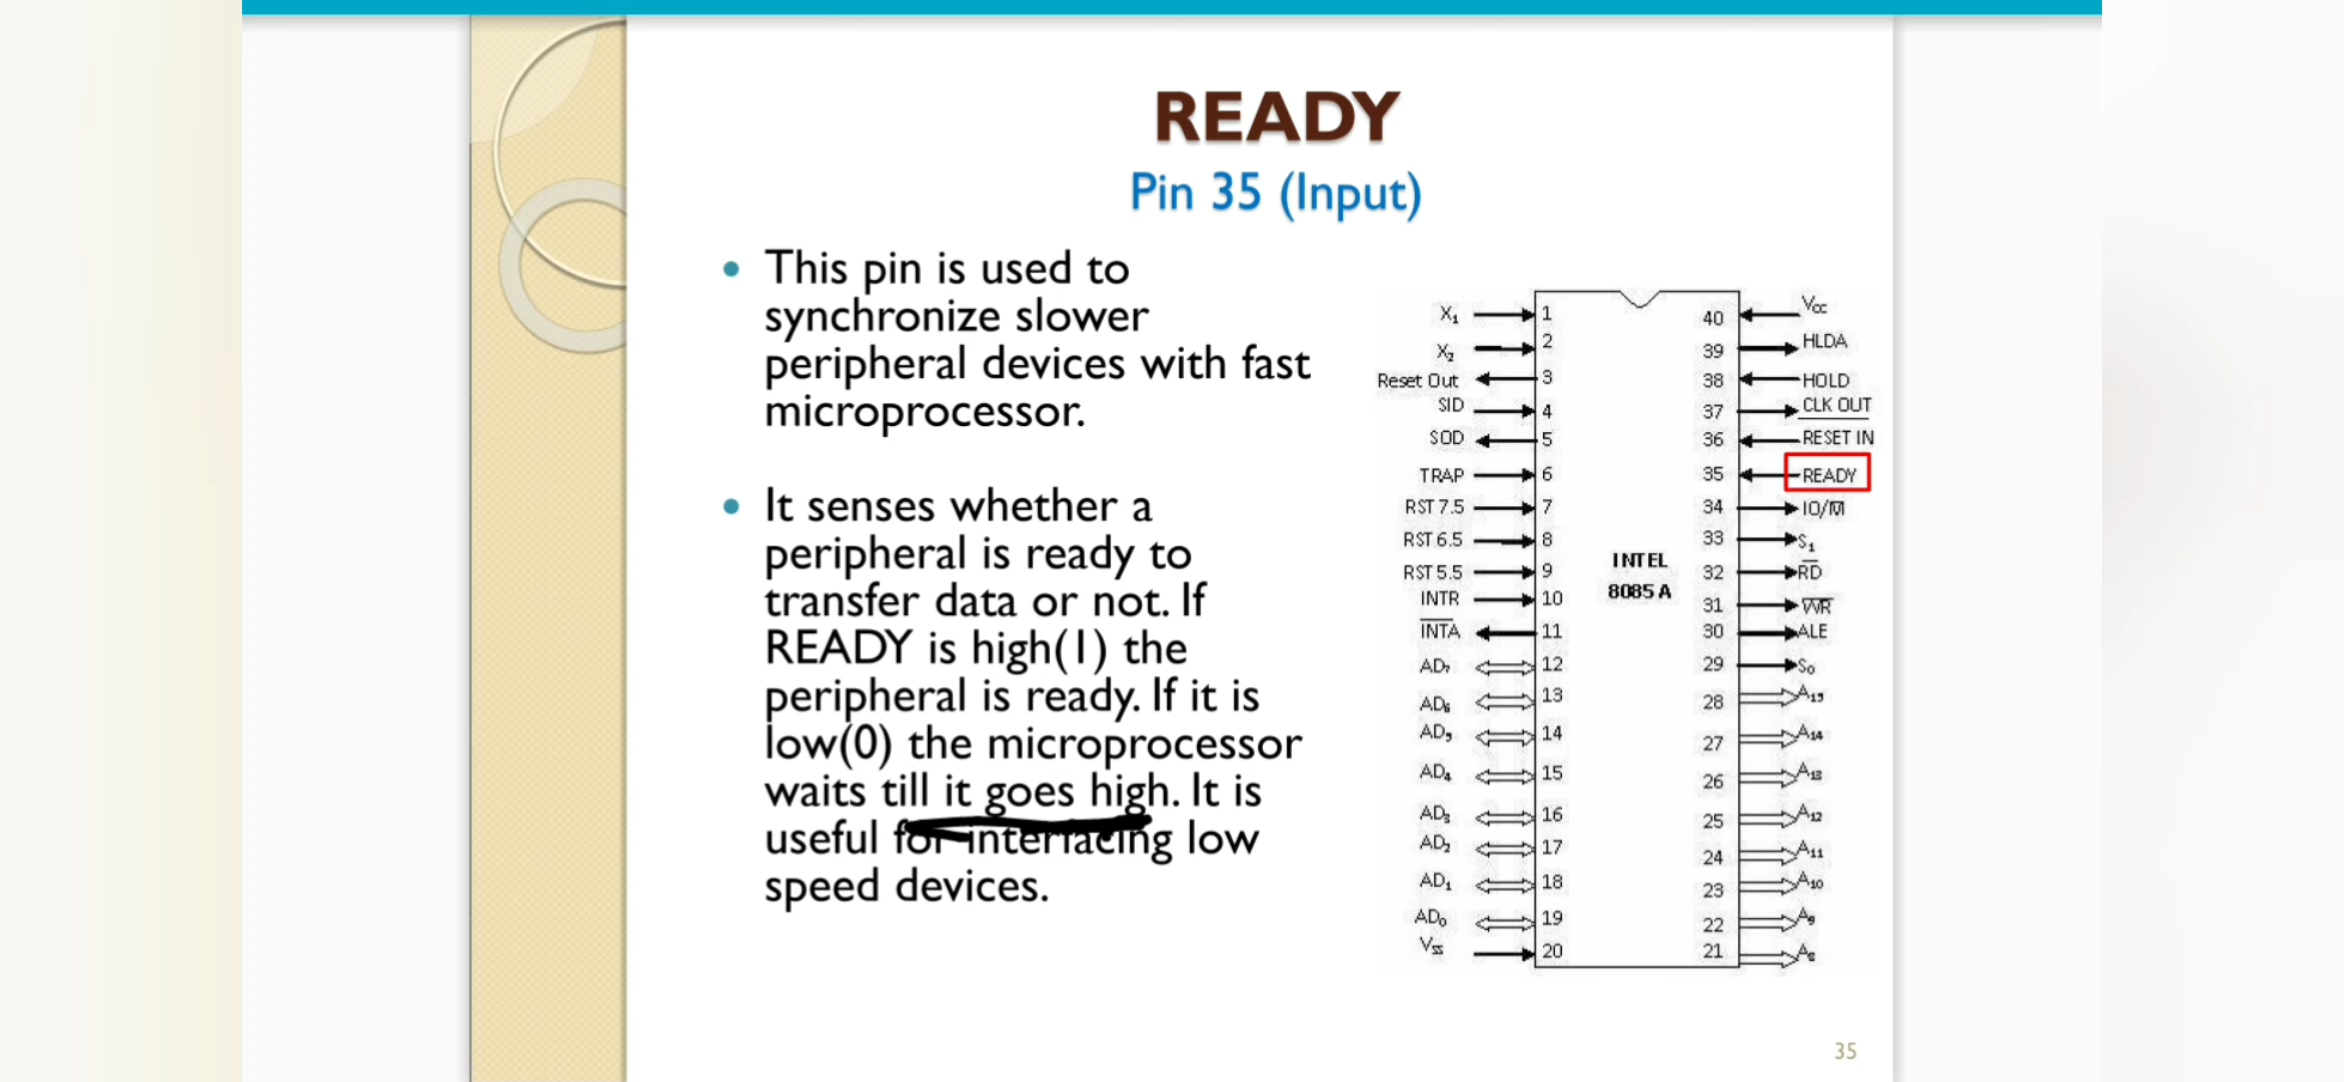 READY
Pin 35 (Input)
• This pin is used to
synchronize slower
peripheral devices with fast
microprocessor.
• It senses whether a
peripheral is ready to
transfer data or not. If
READY is high(1) the
peripheral is ready. If it is
low(0) the microprocessor
waits till it goes high. It is
useful for interfacing low
speed devices.
X₁ 1 40 Vcc
X₂ 2 39 HLDA
Reset Out 3 38 HOLD
SID 4 37 CLK OUT
SOD 5 36 R̅E̅S̅E̅T̅ ̅I̅N̅
TRAP 6 35 READY
RST 7.5 7 34 IO/M̅
RST 6.5 8 33 S₁
RST 5.5 9 32 R̅D̅
INTR 10 31 W̅R̅
I̅N̅T̅A̅ 11 30 ALE
AD₇ 12 29 S₀
AD₆ 13 28 A₁₅
AD₅ 14 27 A₁₄
AD₄ 15 26 A₁₃
AD₃ 16 25 A₁₂
AD₂ 17 24 A₁₁
AD₁ 18 23 A₁₀
AD₀ 19 22 A₉
Vss 20 21 A₈
INTEL
8085 A
35